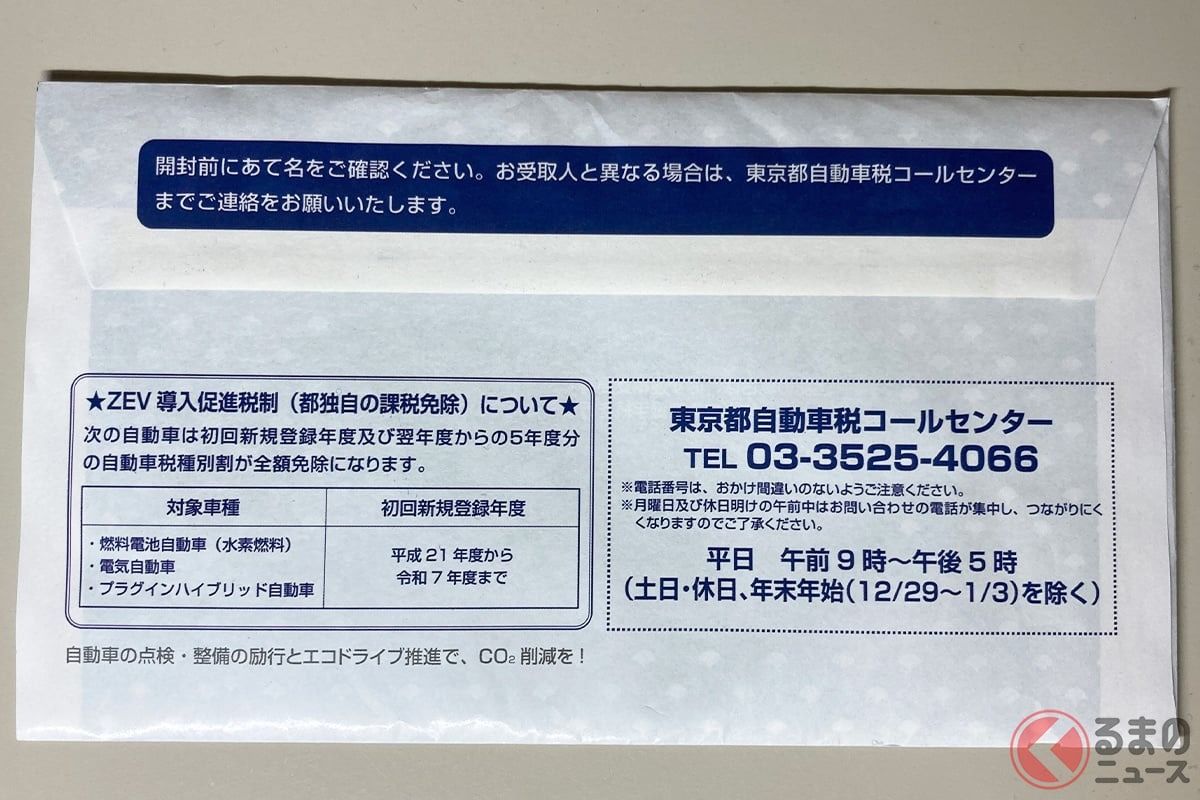 開封前にあて名をご確認ください。お受取人と異なる場合は、東京都自動車税コールセンター
までご連絡をお願いいたします。
★ZEV 導入促進税制（都独自の課税免除）について★
次の自動車は初回新規登録年度及び翌年度からの5年度分
の自動車税種別割が全額免除になります。
対象車種
初回新規登録年度
・燃料電池自動車（水素燃料）
・電気自動車
・プラグインハイブリッド自動車
平成 21 年度から
令和 7 年度まで
自動車の点検・整備の励行とエコドライブ推進で、CO₂ 削減を！
東京都自動車税コールセンター
TEL 03-3525-4066
※電話番号は、おかけ間違いのないようご注意ください。
※月曜日及び休日明けの午前中はお問い合わせの電話が集中し、つながりにく
くなりますのでご了承ください。
平日　午前 9 時～午後 5 時
（土日・休日、年末年始（12/29～1/3）を除く）
くるまの
ニュース